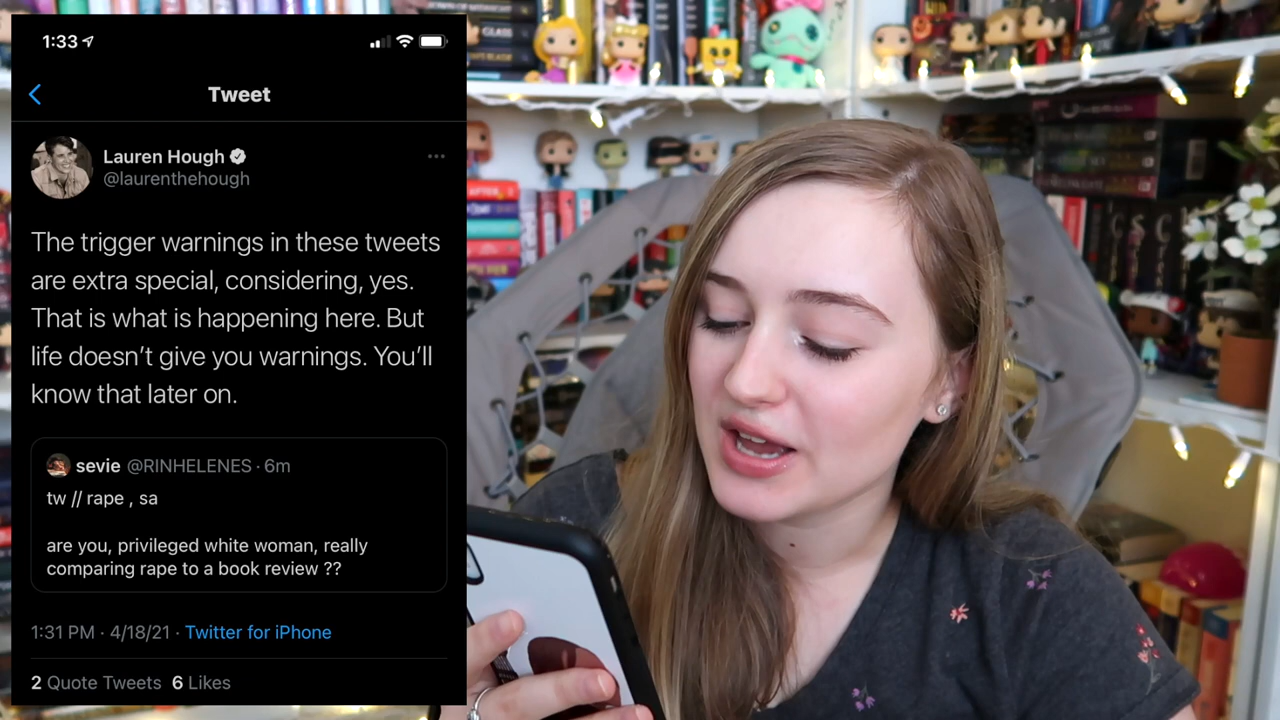 1:33
Tweet
Lauren Hough
@laurenthehough
The trigger warnings in these tweets
are extra special, considering, yes.
That is what is happening here. But
life doesn't give you warnings. You'll
know that later on.
sevie @RINHELENES · 6m
tw // rape , sa
are you, privileged white woman, really
comparing rape to a book review ??
1:31 PM · 4/18/21 · Twitter for iPhone
2 Quote Tweets 6 Likes
GLASS